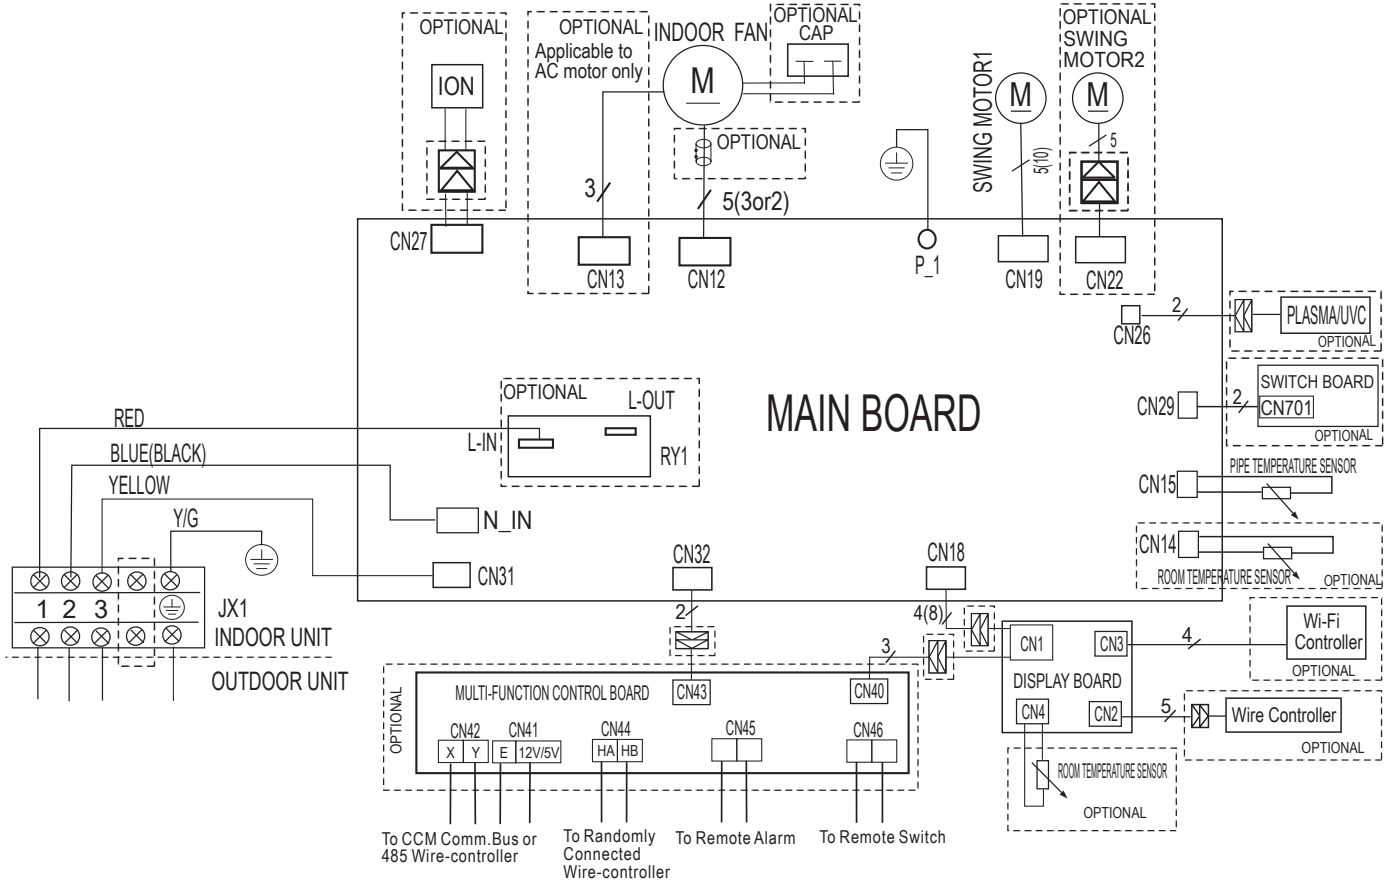 OPTIONAL
ION
CN27
OPTIONAL
Applicable to
AC motor only
3
CN13
INDOOR FAN
M
OPTIONAL
CAP
OPTIONAL
5(3or2)
CN12
P_1
SWING MOTOR1
M
5(10)
CN19
OPTIONAL
SWING
MOTOR2
M
5
CN22
CN26
2
PLASMA/UVC
OPTIONAL
CN29
2
SWITCH BOARD
CN701
OPTIONAL
CN15
PIPE TEMPERATURE SENSOR
CN14
ROOM TEMPERATURE SENSOR
OPTIONAL
MAIN BOARD
OPTIONAL
L-OUT
L-IN
RY1
RED
BLUE(BLACK)
YELLOW
Y/G
N_IN
CN31
1 2 3
JX1
INDOOR UNIT
OUTDOOR UNIT
CN32
2
CN18
4(8)
3
OPTIONAL
MULTI-FUNCTION CONTROL BOARD
CN43
CN40
CN42
X Y
CN41
E 12V/5V
CN44
HA HB
CN45
CN46
To CCM Comm.Bus or
485 Wire-controller
To Randomly
Connected
Wire-controller
To Remote Alarm
To Remote Switch
CN1
CN3
DISPLAY BOARD
CN4
CN2
4
Wi-Fi
Controller
OPTIONAL
5
Wire Controller
OPTIONAL
ROOM TEMPERATURE SENSOR
OPTIONAL